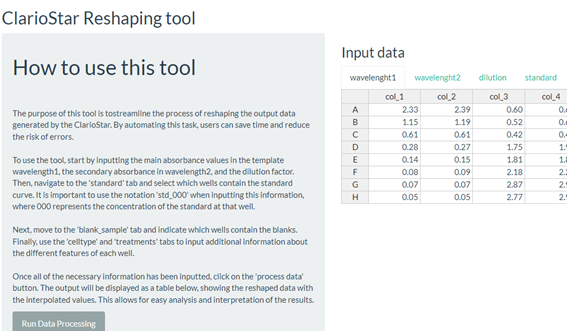 ClarioStar Reshaping tool
How to use this tool
The purpose of this tool is tostreamline the process of reshaping the output data
generated by the ClarioStar. By automating this task, users can save time and reduce
the risk of errors.
To use the tool, start by inputting the main absorbance values in the template
wavelength1, the secondary absorbance in wavelength2, and the dilution factor.
Then, navigate to the 'standard' tab and select which wells contain the standard
curve. It is important to use the notation 'std_000' when inputting this information,
where 000 represents the concentration of the standard at that well.
Next, move to the 'blank_sample' tab and indicate which wells contain the blanks.
Finally, use the 'celltype' and 'treatments' tabs to input additional information about
the different features of each well.
Once all of the necessary information has been inputted, click on the 'process data'
button. The output will be displayed as a table below, showing the reshaped data with
the interpolated values. This allows for easy analysis and interpretation of the results.
Run Data Processing
Input data
wavelenght1 wavelenght2 dilution standard
col_1 col_2 col_3 col_4
A 2.33 2.39 0.60
B 1.15 1.19 0.52
C 0.61 0.61 0.42
D 0.28 0.27 1.75
E 0.14 0.15 1.81
F 0.08 0.09 2.18
G 0.07 0.07 2.87
H 0.05 0.05 2.77